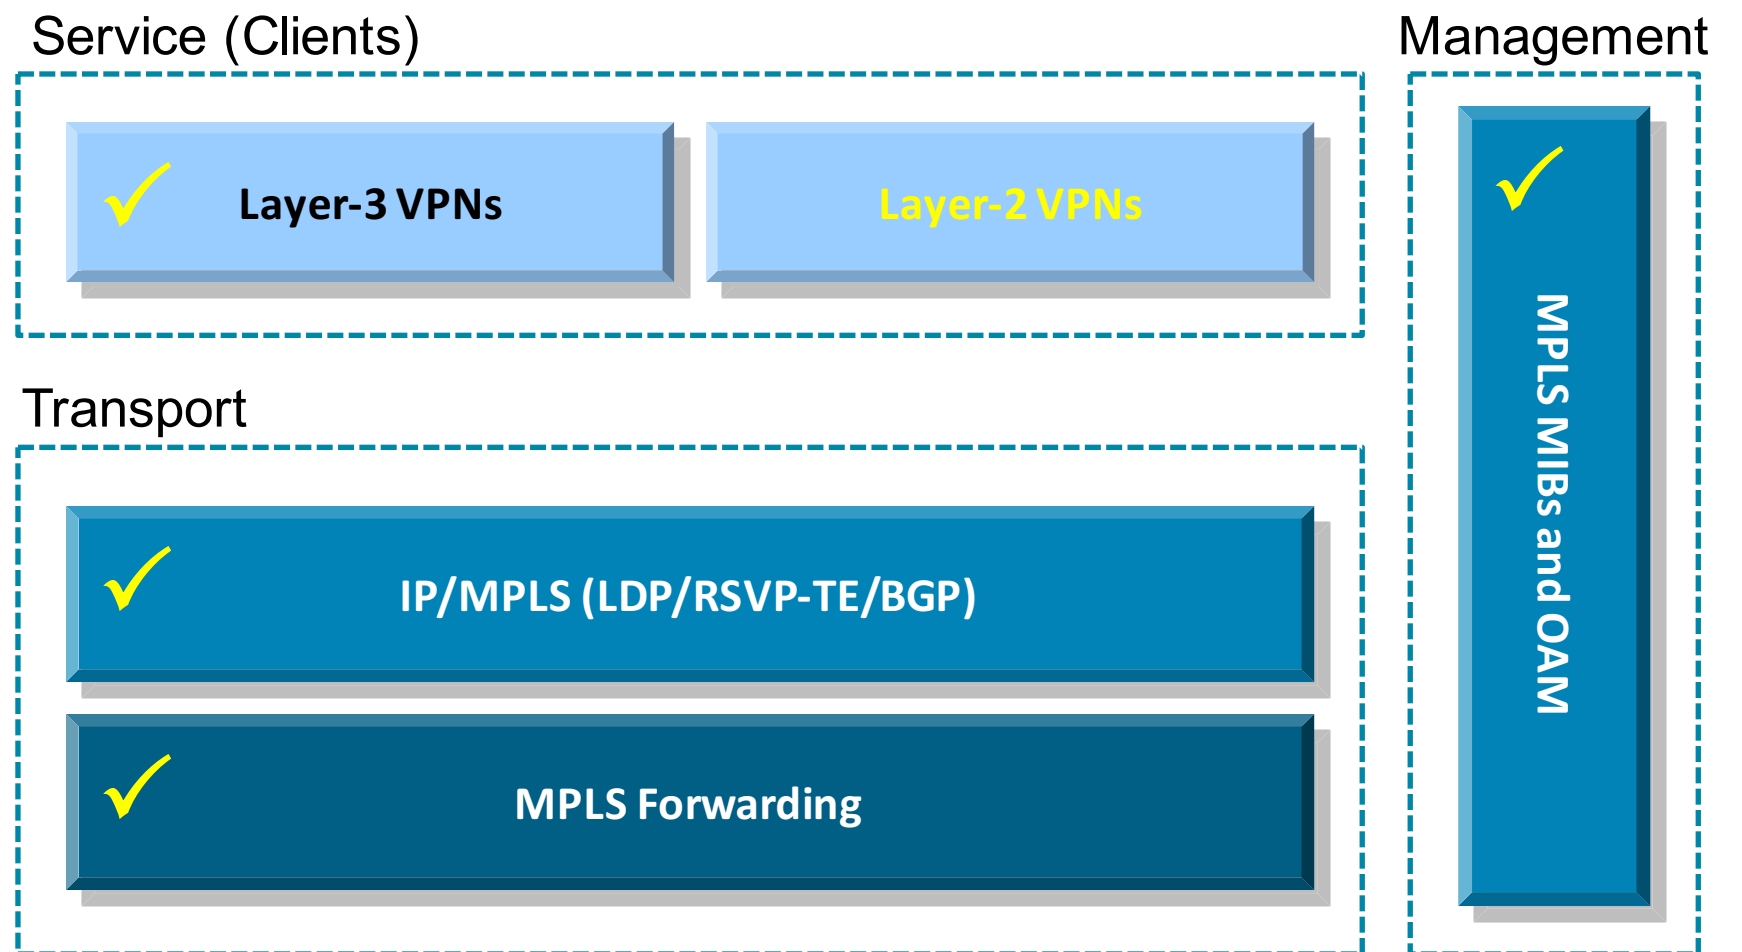 Service (Clients)
Management
Layer-3 VPNs
Layer-2 VPNs
MPLS MIBs and OAM
Transport
IP/MPLS (LDP/RSVP-TE/BGP)
MPLS Forwarding